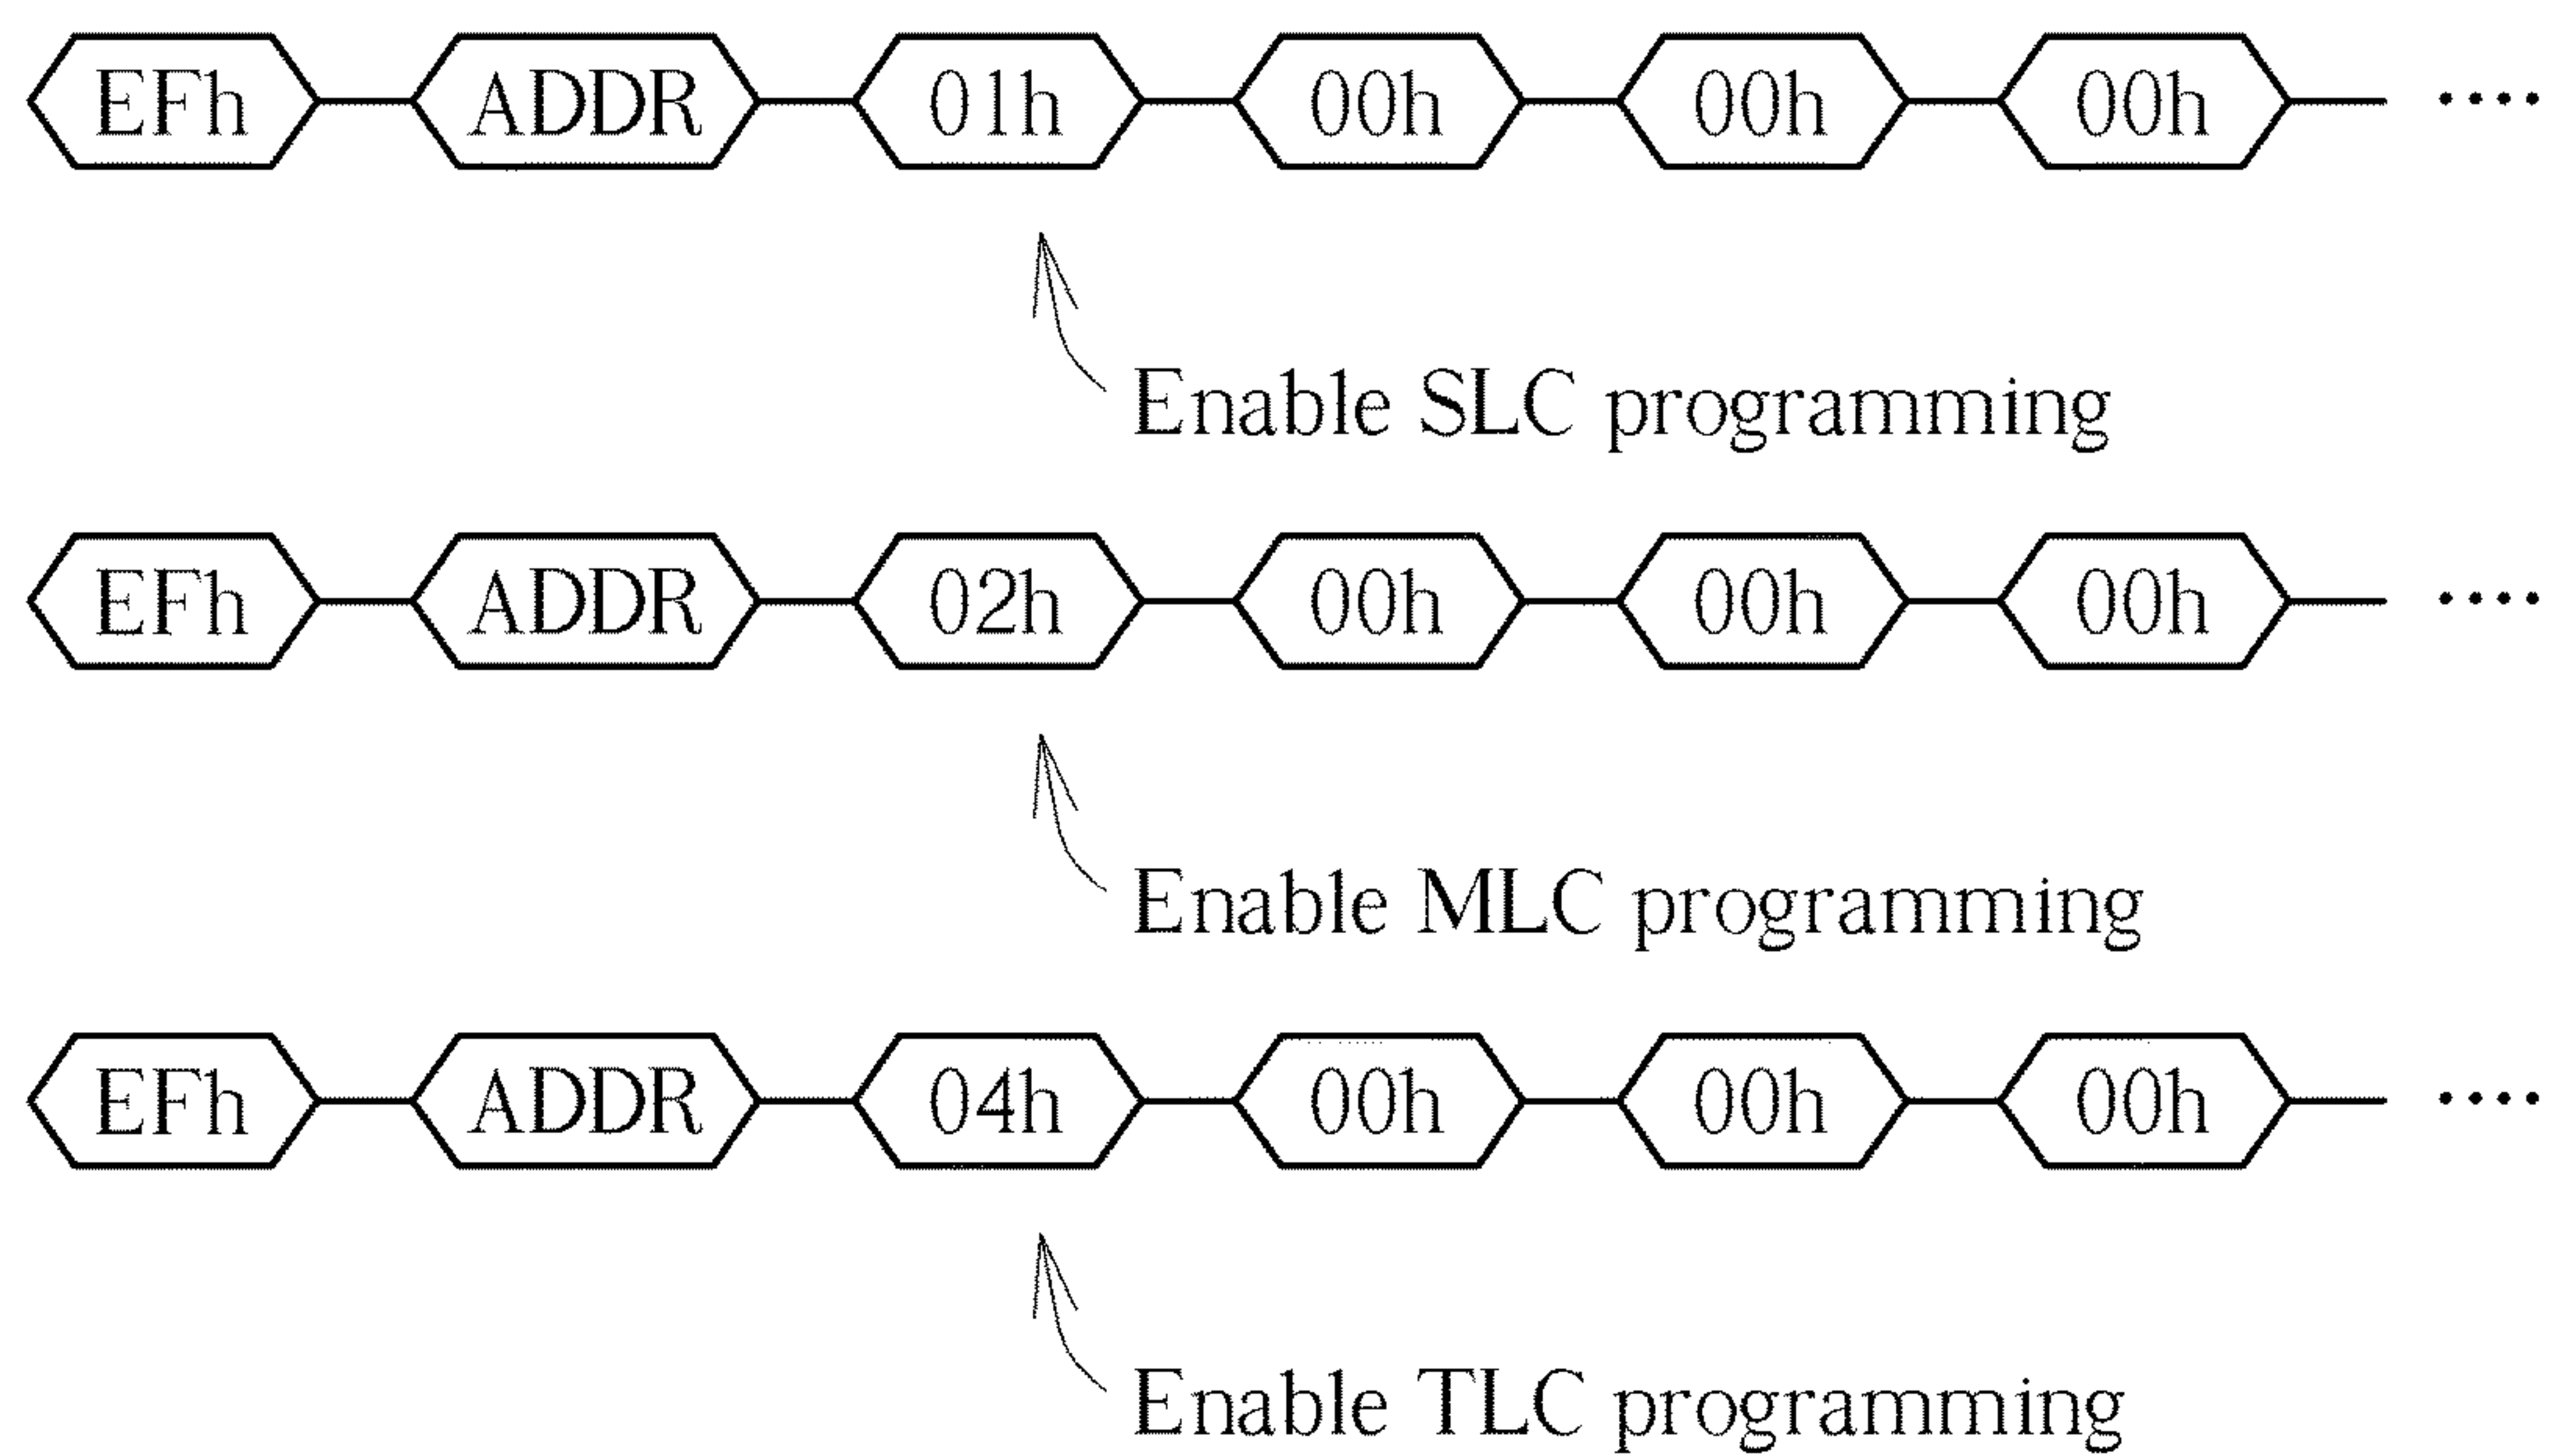 EFh ADDR 01h 00h 00h 00h ....
Enable SLC programming
EFh ADDR 02h 00h 00h 00h ....
Enable MLC programming
EFh ADDR 04h 00h 00h 00h ....
Enable TLC programming